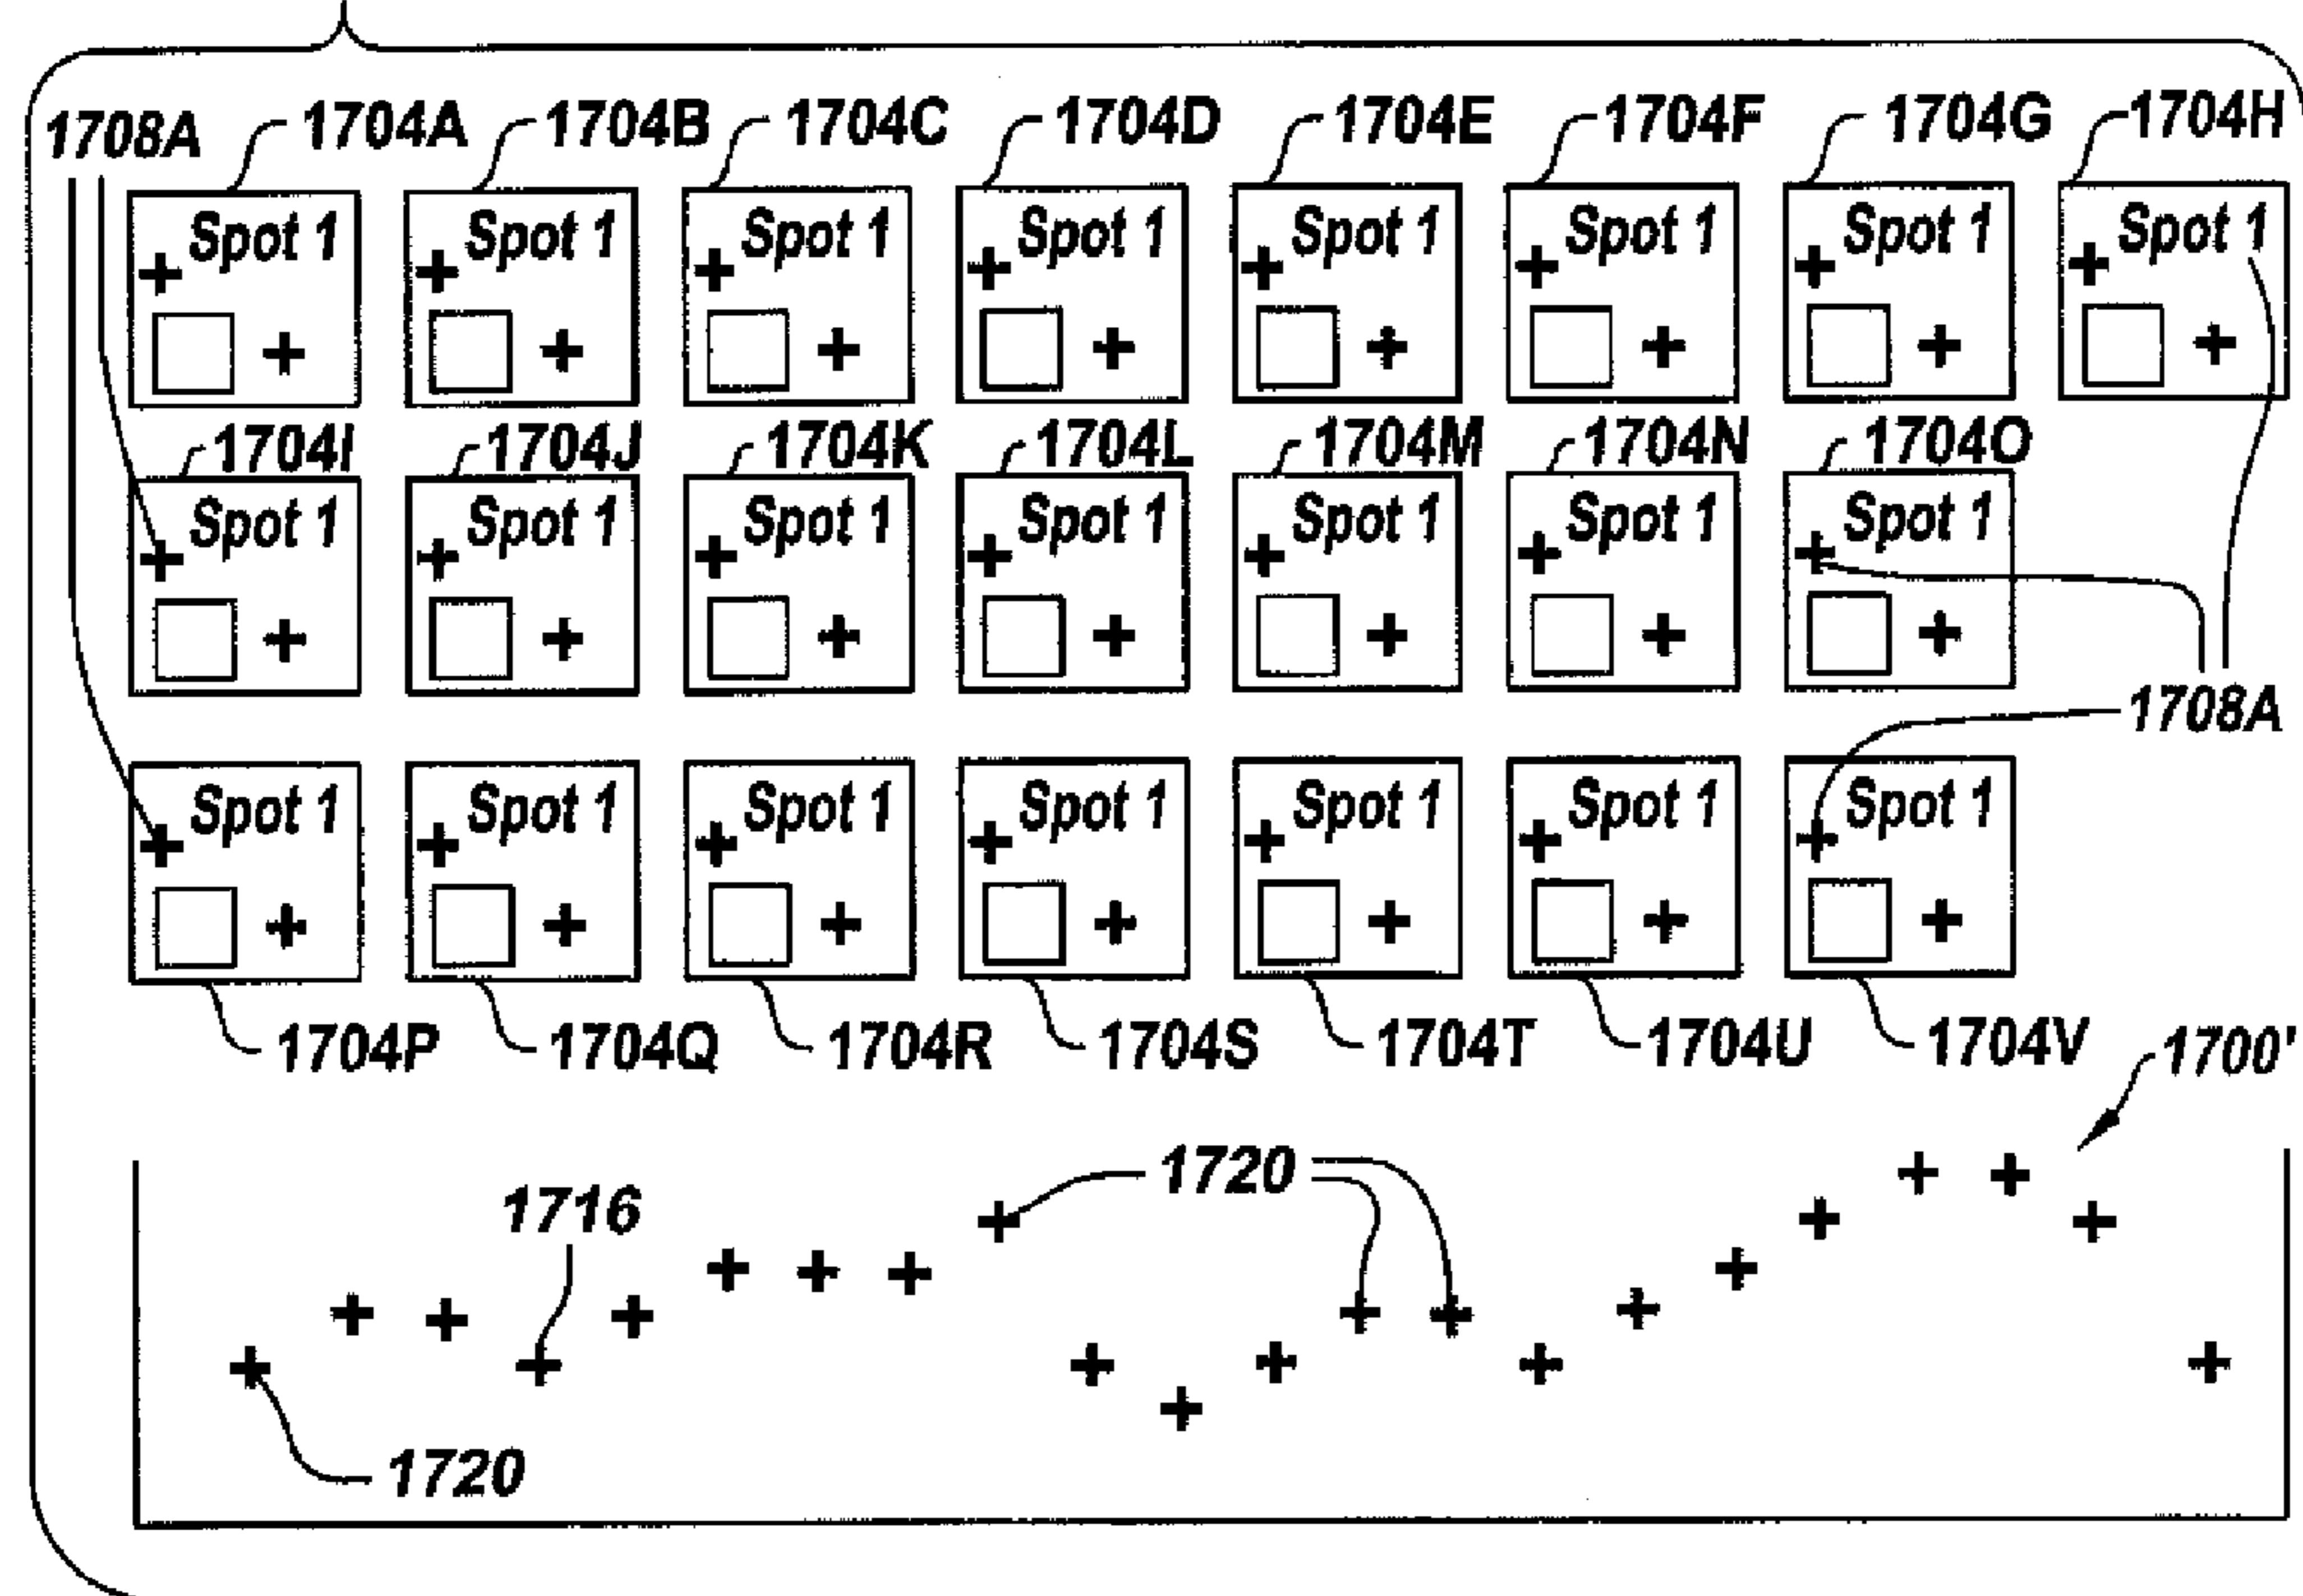 1708A 1704A 1704B 1704C 1704D 1704E 1704F 1704G 1704H
Spot 1 Spot 1 Spot 1 Spot 1 Spot 1 Spot 1 Spot 1 Spot 1
1704I 1704J 1704K 1704L 1704M 1704N 1704O
Spot 1 Spot 1 Spot 1 Spot 1 Spot 1 Spot 1 Spot 1
1708A
Spot 1 Spot 1 Spot 1 Spot 1 Spot 1 Spot 1 Spot 1
1704P 1704Q 1704R 1704S 1704T 1704U 1704V 1700'
1720
1716
1720